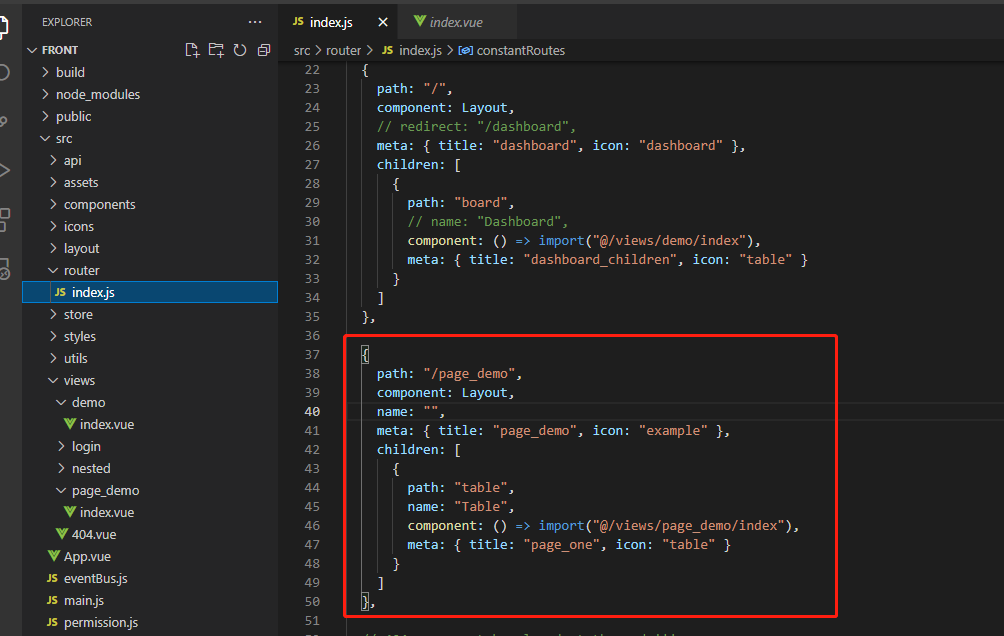 EXPLORER
FRONT
build
node_modules
public
src
api
assets
components
icons
layout
router
JS index.js
store
styles
utils
views
demo
index.vue
login
nested
page_demo
index.vue
404.vue
App.vue
JS eventBus.js
JS main.js
JS permission.js
JS index.js
index.vue
src > router > JS index.js > constantRoutes
22 {
23 path: "/",
24 component: Layout,
25 // redirect: "/dashboard",
26 meta: { title: "dashboard", icon: "dashboard" },
27 children: [
28 {
29 path: "board",
30 // name: "Dashboard",
31 component: () => import("@/views/demo/index"),
32 meta: { title: "dashboard_children", icon: "table" }
33 }
34 ]
35 },
36
37 {
38 path: "/page_demo",
39 component: Layout,
40 name: "",
41 meta: { title: "page_demo", icon: "example" },
42 children: [
43 {
44 path: "table",
45 name: "Table",
46 component: () => import("@/views/page_demo/index"),
47 meta: { title: "page_one", icon: "table" }
48 }
49 ]
50 },
51